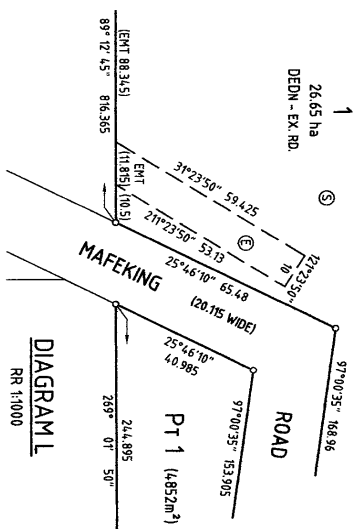 1
26.65 ha
DEDN - EX. RD.
S
(EMT 88.345)
89° 12' 45" 816.365
EMT
(11.815) (10.5)
31°23'50" 59.425
211°23'50" 53.13
E
121°23'50"
10
25°46'10" 65.48
(20.115 WIDE)
MAFEKING
ROAD
97°00'35" 168.96
25°46'10"
40.985
97°00'35" 153.905
PT 1 (4852m²)
244.895
269° 01' 50"
DIAGRAM L
RR 1:1000